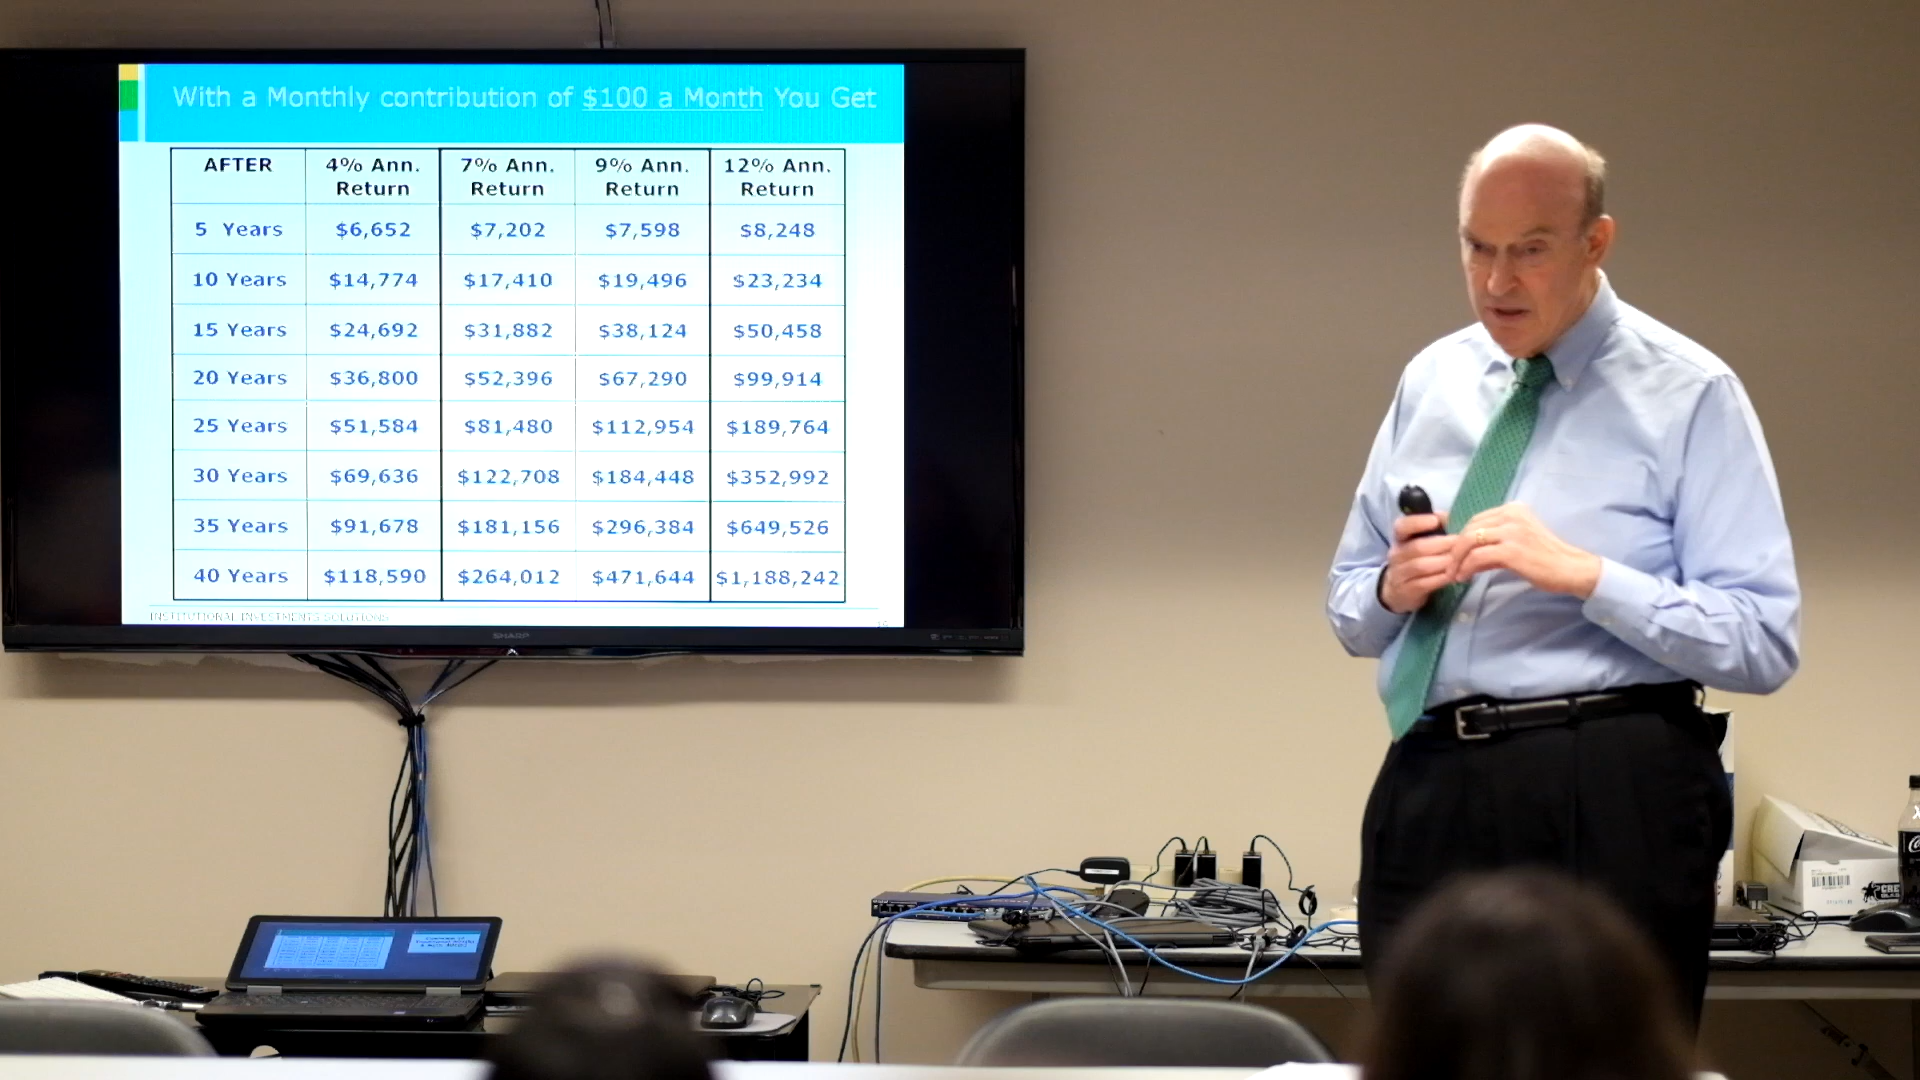 With a Monthly contribution of $100 a Month You Get
AFTER 4% Ann. Return 7% Ann. Return 9% Ann. Return 12% Ann. Return
5 Years $6,652 $7,202 $7,598 $8,248
10 Years $14,774 $17,410 $19,496 $23,234
15 Years $24,692 $31,882 $38,124 $50,458
20 Years $36,800 $52,396 $67,290 $99,914
25 Years $51,584 $81,480 $112,954 $189,764
30 Years $69,636 $122,708 $184,448 $352,992
35 Years $91,678 $181,156 $296,384 $649,526
40 Years $118,590 $264,012 $471,644 $1,188,242
INSTITUTIONAL INVESTMENTS SOLUTIONS
SHARP